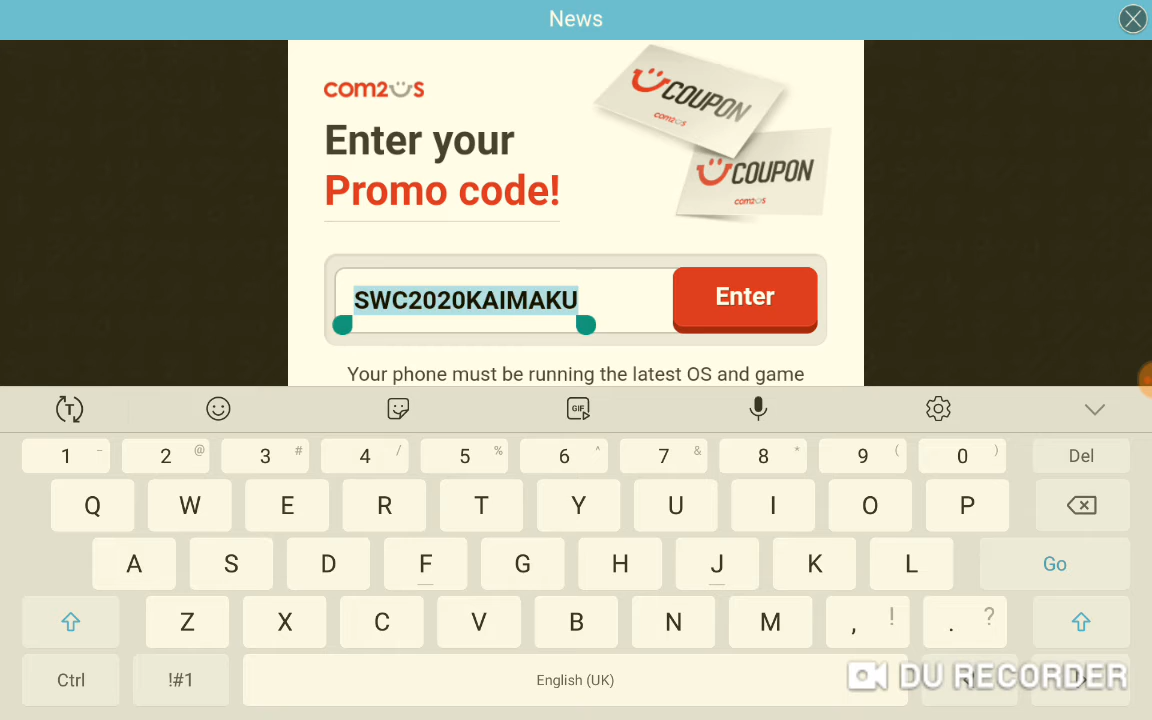 News
com2us
Enter your
Promo code!
COUPON
com2us
COUPON
com2us
SWC2020KAIMAKU
Enter
Your phone must be running the latest OS and game
T
GIF
1 - 2 @ 3 # 4 / 5 % 6 ^ 7 & 8 * 9 ( 0 ) Del
Q W E R T Y U I O P
A S D F G H J K L Go
Z X C V B N M , ! . ?
Ctrl !#1 English (UK)
DU RECORDER